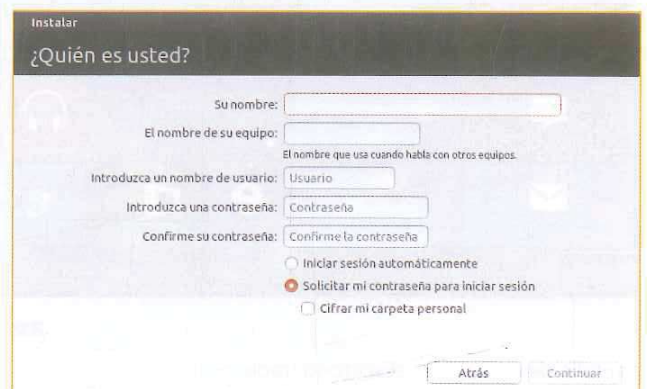 Instalar
¿Quién es usted?
Su nombre:
El nombre de su equipo:
El nombre que usa cuando habla con otros equipos.
Introduzca un nombre de usuario: Usuario
Introduzca una contraseña: Contraseña
Confirme su contraseña: Confirme la contraseña
Iniciar sesión automáticamente
Solicitar mi contraseña para iniciar sesión
Cifrar mi carpeta personal
Atrás Continuar